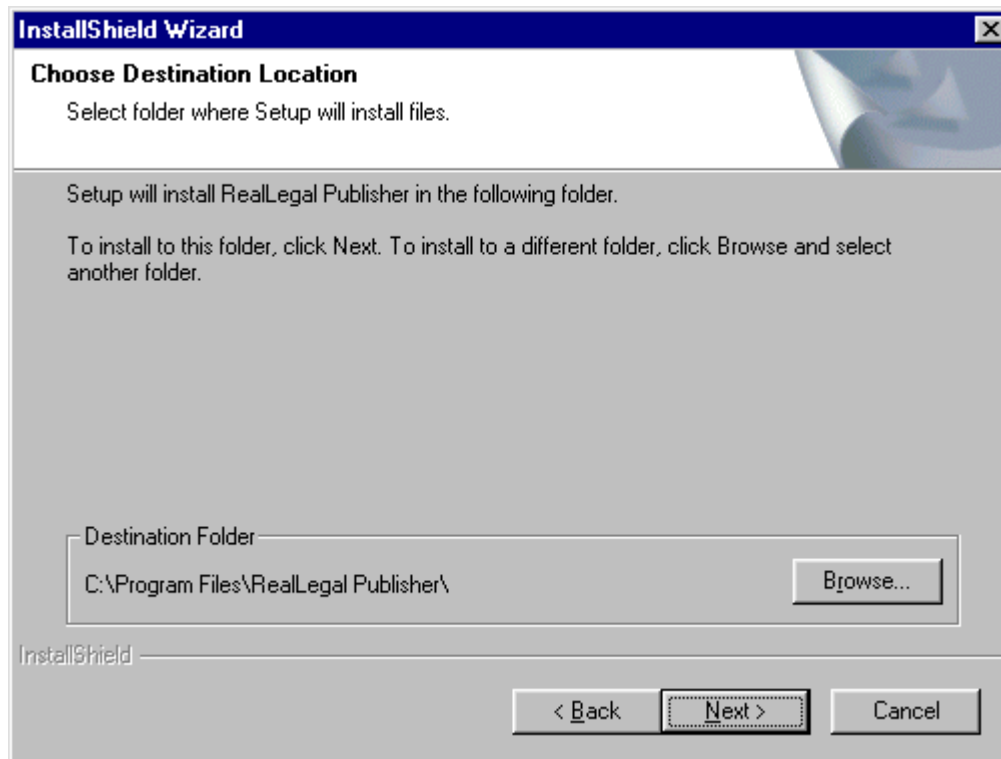 InstallShield Wizard
Choose Destination Location
Select folder where Setup will install files.
Setup will install RealLegal Publisher in the following folder.
To install to this folder, click Next. To install to a different folder, click Browse and select
another folder.
Destination Folder
C:\Program Files\RealLegal Publisher\
Browse...
InstallShield
< Back
Next >
Cancel